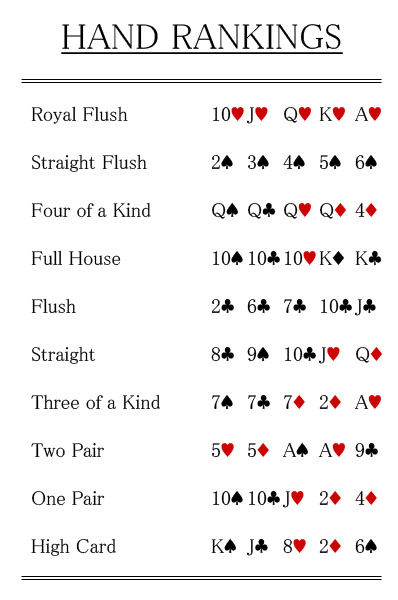 HAND RANKINGS
Royal Flush 10♥ J♥ Q♥ K♥ A♥
Straight Flush 2♠ 3♠ 4♠ 5♠ 6♠
Four of a Kind Q♠ Q♣ Q♥ Q♦ 4♦
Full House 10♠ 10♣ 10♥ K♦ K♣
Flush 2♣ 6♣ 7♣ 10♣ J♣
Straight 8♣ 9♠ 10♣ J♥ Q♦
Three of a Kind 7♠ 7♣ 7♦ 2♦ A♥
Two Pair 5♥ 5♦ A♠ A♥ 9♣
One Pair 10♠ 10♣ J♥ 2♦ 4♦
High Card K♠ J♣ 8♥ 2♦ 6♠